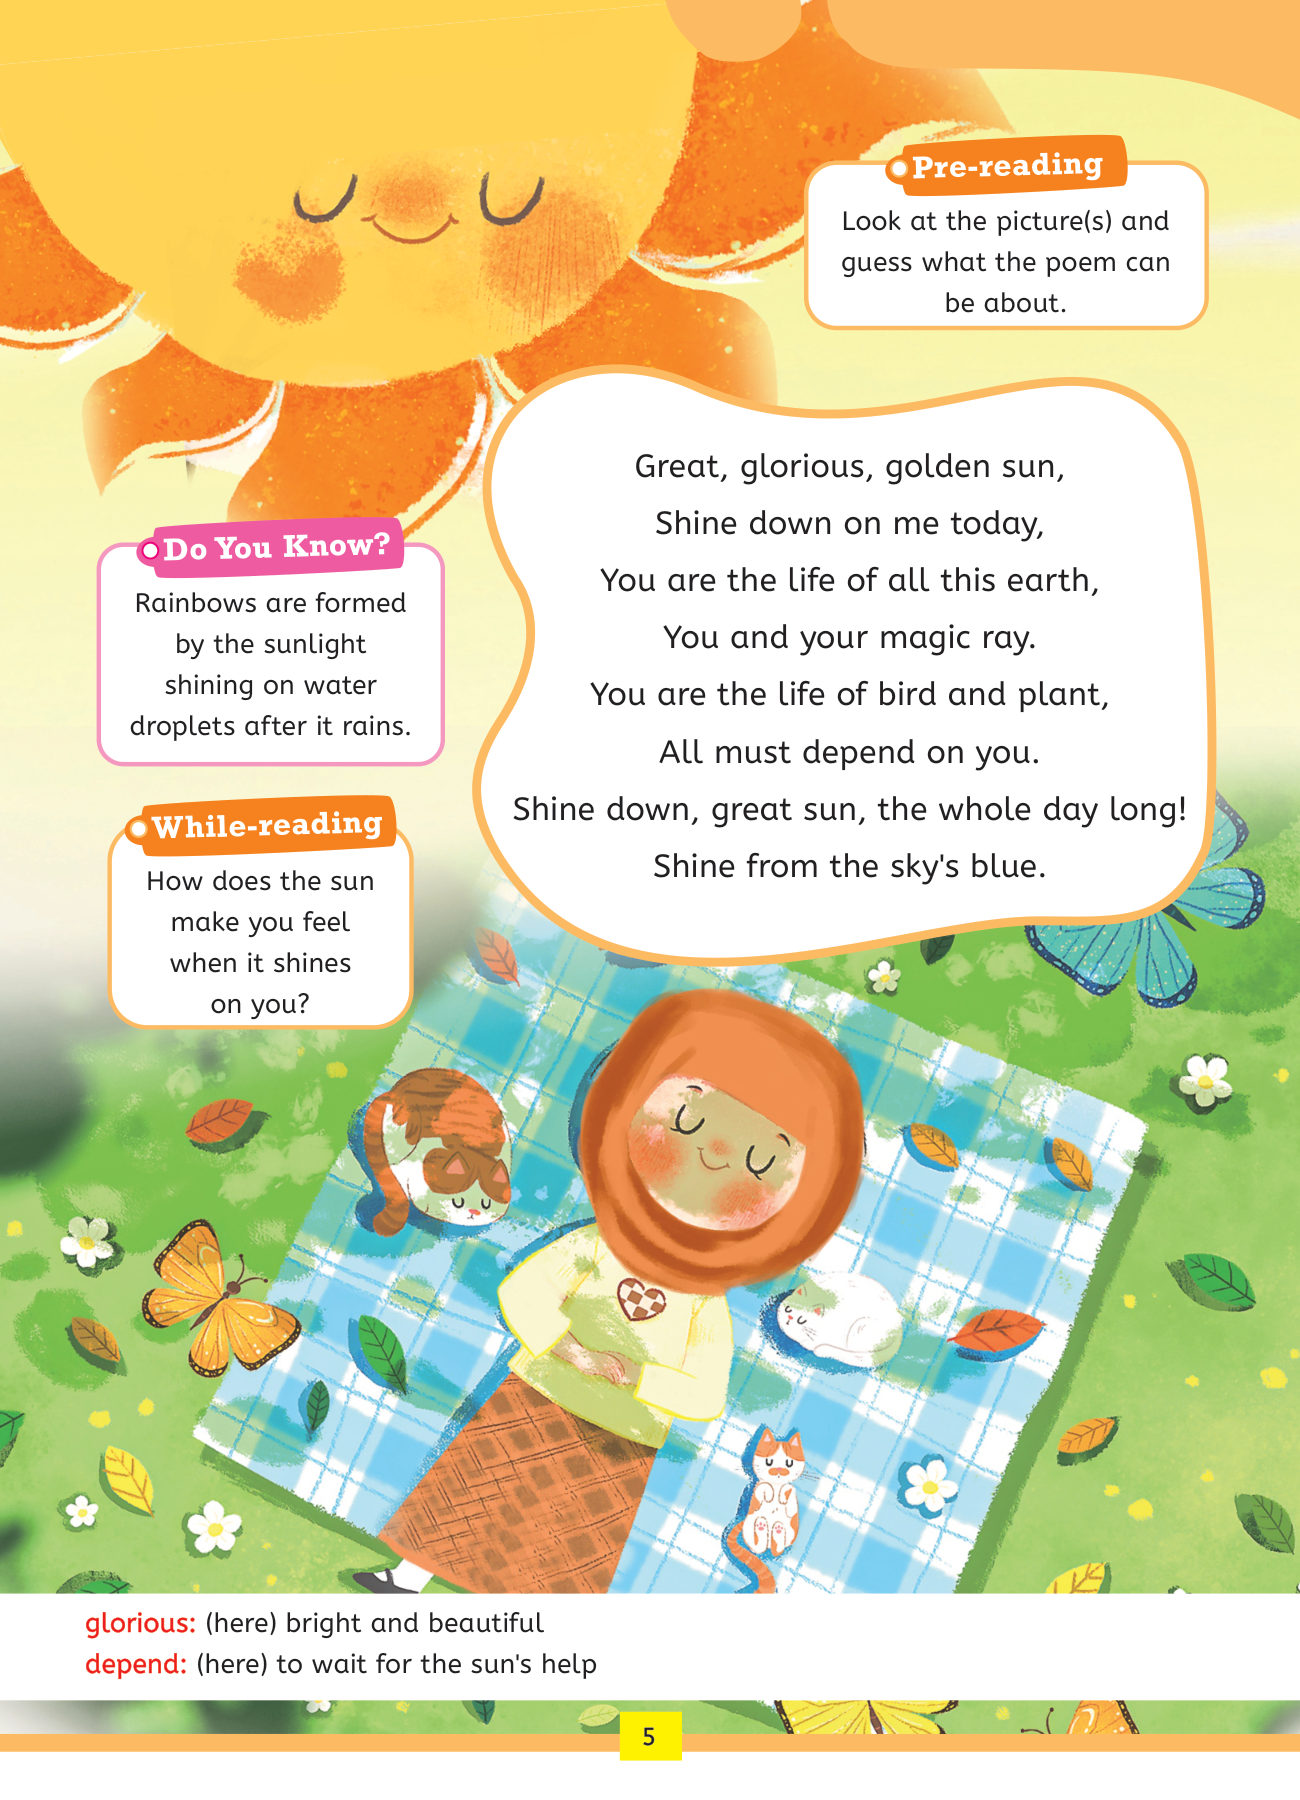 Pre-reading
Look at the picture(s) and
guess what the poem can
be about.
Great, glorious, golden sun,
Shine down on me today,
You are the life of all this earth,
You and your magic ray.
You are the life of bird and plant,
All must depend on you.
Shine down, great sun, the whole day long!
Shine from the sky's blue.
Do You Know?
Rainbows are formed
by the sunlight
shining on water
droplets after it rains.
While-reading
How does the sun
make you feel
when it shines
on you?
glorious: (here) bright and beautiful
depend: (here) to wait for the sun's help
5